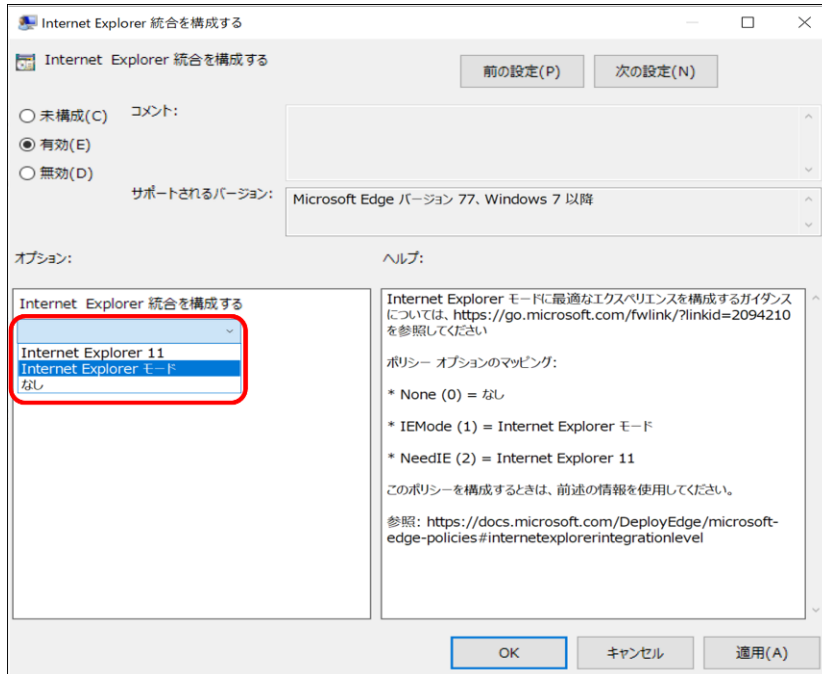 Internet Explorer 統合を構成する
Internet Explorer 統合を構成する
前の設定(P)
次の設定(N)
未構成(C)
コメント:
有効(E)
無効(D)
サポートされるバージョン:
Microsoft Edge バージョン 77、Windows 7 以降
オプション:
ヘルプ:
Internet Explorer 統合を構成する
Internet Explorer 11
Internet Explorer モード
なし
Internet Explorer モードに最適なエクスペリエンスを構成するガイダンス
については、https://go.microsoft.com/fwlink/?linkid=2094210
を参照してください
ポリシー オプションのマッピング:
* None (0) = なし
* IEMode (1) = Internet Explorer モード
* NeedIE (2) = Internet Explorer 11
このポリシーを構成するときは、前述の情報を使用してください。
参照: https://docs.microsoft.com/DeployEdge/microsoft-
edge-policies#internetexplorerintegrationlevel
OK
キャンセル
適用(A)